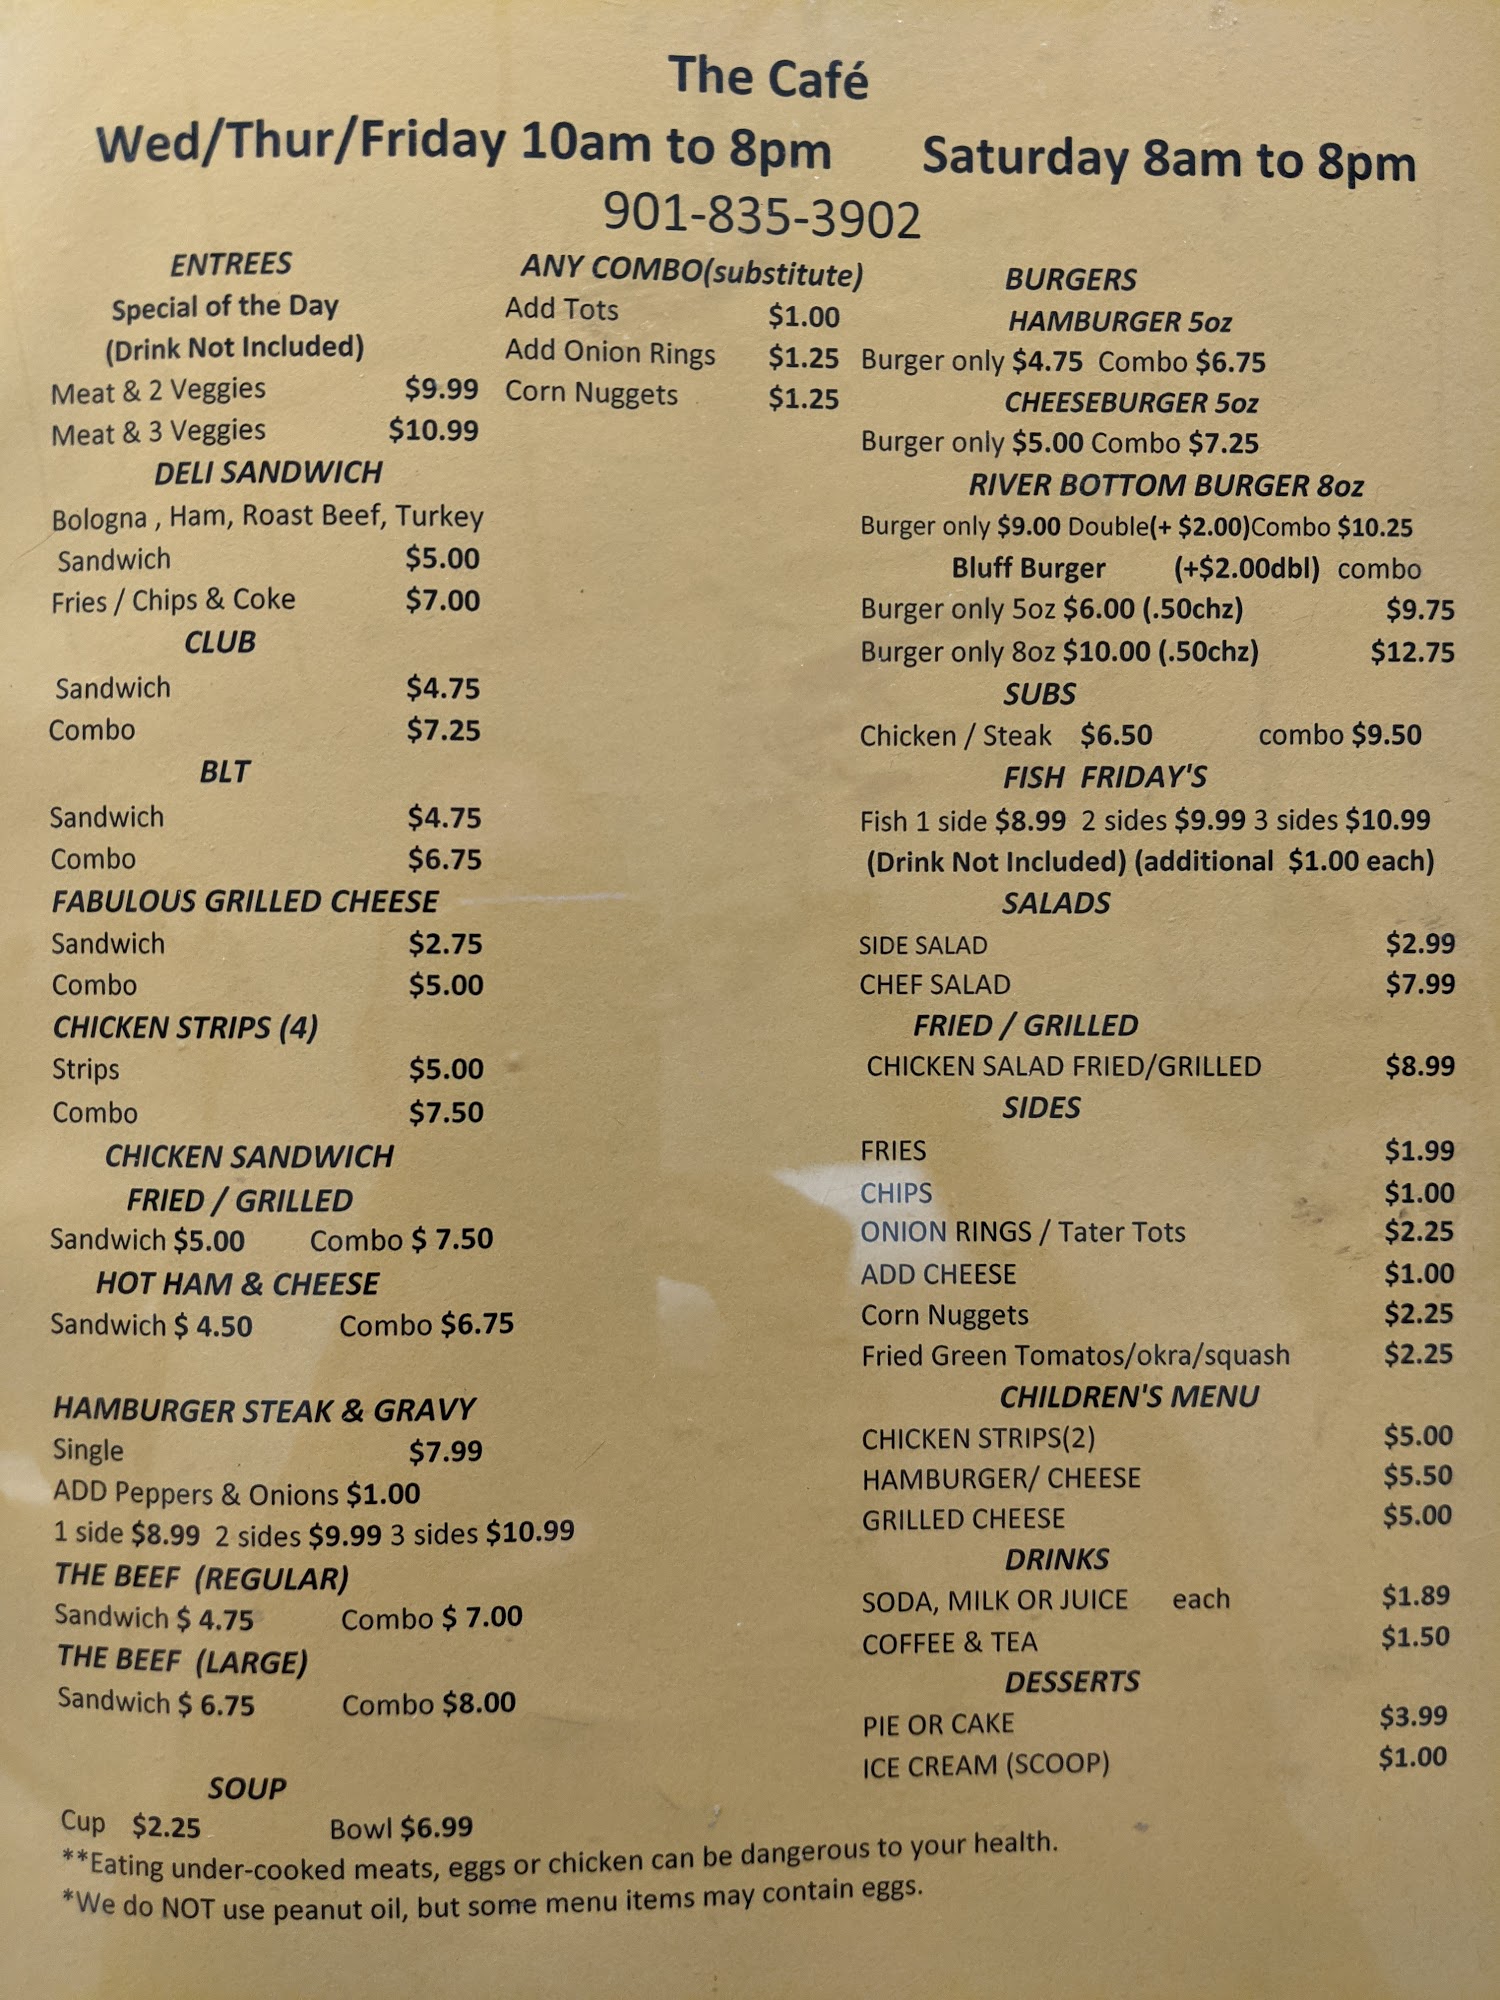 The Café
Wed/Thur/Friday 10am to 8pm Saturday 8am to 8pm
901-835-3902
ENTREES
Special of the Day
(Drink Not Included)
Meat & 2 Veggies $9.99
Meat & 3 Veggies $10.99
DELI SANDWICH
Bologna , Ham, Roast Beef, Turkey
Sandwich $5.00
Fries / Chips & Coke $7.00
CLUB
Sandwich $4.75
Combo $7.25
BLT
Sandwich $4.75
Combo $6.75
FABULOUS GRILLED CHEESE
Sandwich $2.75
Combo $5.00
CHICKEN STRIPS (4)
Strips $5.00
Combo $7.50
CHICKEN SANDWICH
FRIED / GRILLED
Sandwich $5.00 Combo $ 7.50
HOT HAM & CHEESE
Sandwich $ 4.50 Combo $6.75
HAMBURGER STEAK & GRAVY
Single $7.99
ADD Peppers & Onions $1.00
1 side $8.99 2 sides $9.99 3 sides $10.99
THE BEEF (REGULAR)
Sandwich $ 4.75 Combo $ 7.00
THE BEEF (LARGE)
Sandwich $ 6.75 Combo $8.00
SOUP
Cup $2.25 Bowl $6.99
ANY COMBO(substitute)
Add Tots $1.00
Add Onion Rings $1.25
Corn Nuggets $1.25
BURGERS
HAMBURGER 5oz
Burger only $4.75 Combo $6.75
CHEESEBURGER 5oz
Burger only $5.00 Combo $7.25
RIVER BOTTOM BURGER 8oz
Burger only $9.00 Double(+ $2.00)Combo $10.25
Bluff Burger (+$2.00dbl) combo
Burger only 5oz $6.00 (.50chz) $9.75
Burger only 8oz $10.00 (.50chz) $12.75
SUBS
Chicken / Steak $6.50 combo $9.50
FISH FRIDAY'S
Fish 1 side $8.99 2 sides $9.99 3 sides $10.99
(Drink Not Included) (additional $1.00 each)
SALADS
SIDE SALAD $2.99
CHEF SALAD $7.99
FRIED / GRILLED
CHICKEN SALAD FRIED/GRILLED $8.99
SIDES
FRIES $1.99
CHIPS $1.00
ONION RINGS / Tater Tots $2.25
ADD CHEESE $1.00
Corn Nuggets $2.25
Fried Green Tomatos/okra/squash $2.25
CHILDREN'S MENU
CHICKEN STRIPS(2) $5.00
HAMBURGER/ CHEESE $5.50
GRILLED CHEESE $5.00
DRINKS
SODA, MILK OR JUICE each $1.89
COFFEE & TEA $1.50
DESSERTS
PIE OR CAKE $3.99
ICE CREAM (SCOOP) $1.00
**Eating under-cooked meats, eggs or chicken can be dangerous to your health.
*We do NOT use peanut oil, but some menu items may contain eggs.